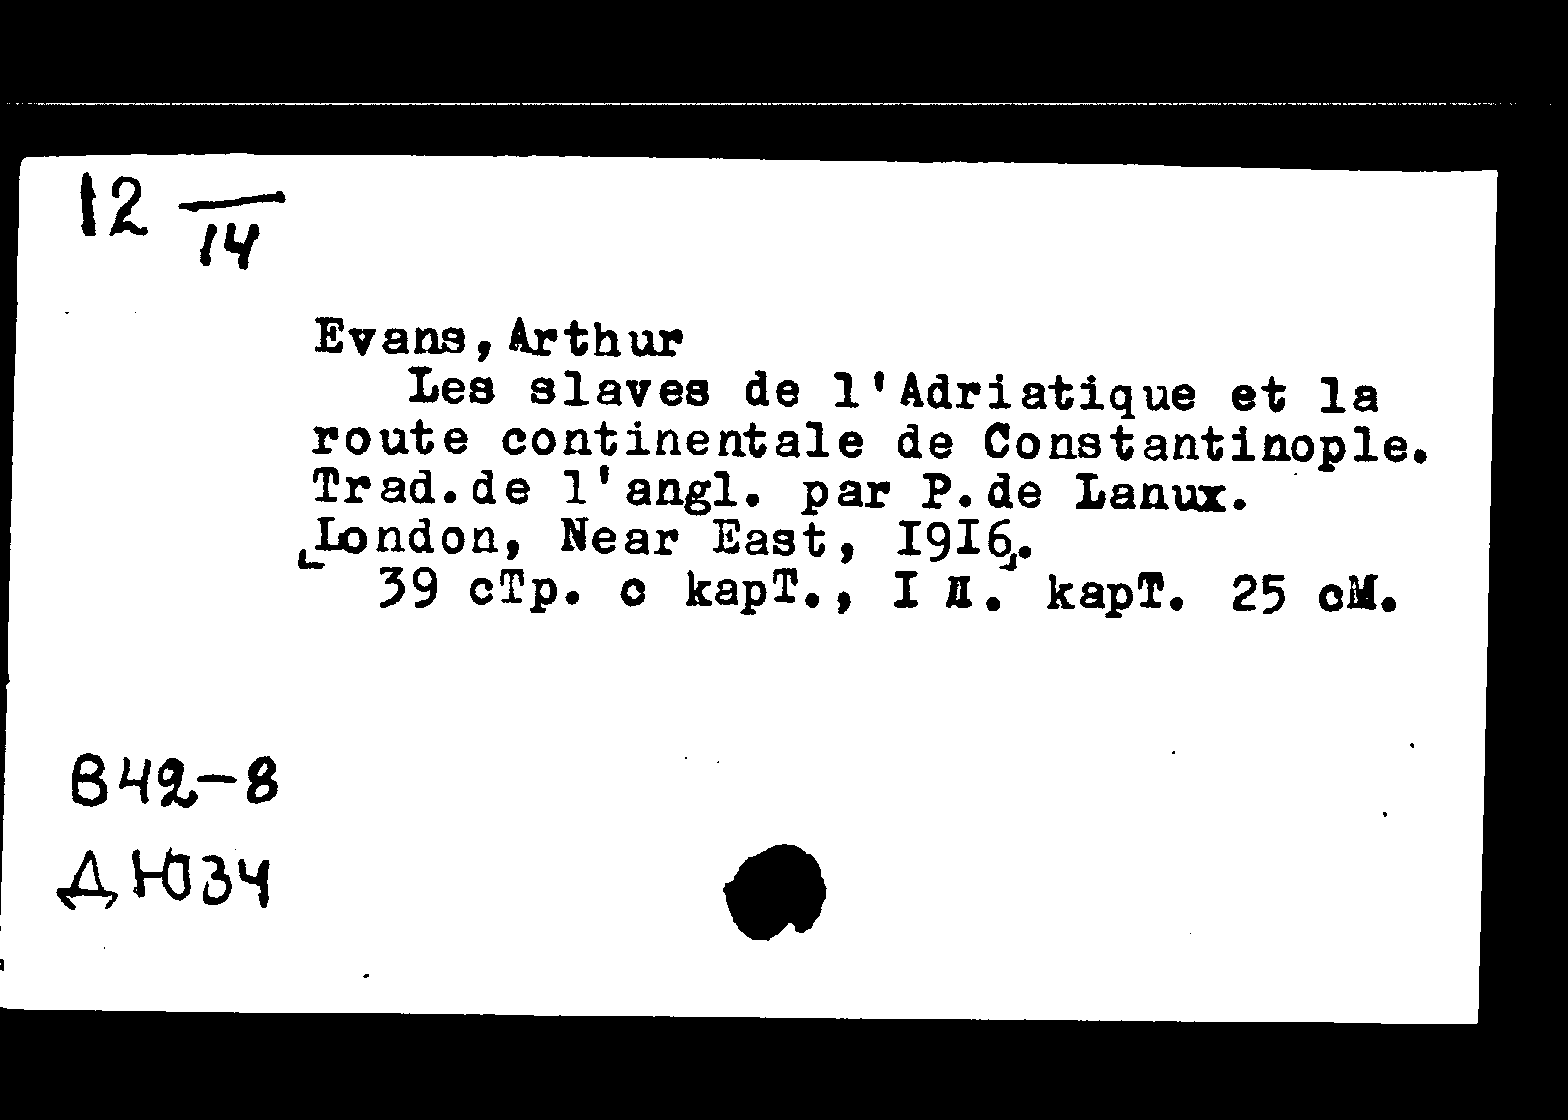 12 —
14
Evans, Arthur
Les slaves de l'Adriatique et la
route continentale de Constantinople.
Trad. de l'angl. par P. de Lanux.
[London, Near East, 1916].
39 стр. с карт., I л. карт. 25 см.
В42-8
ДЮ34